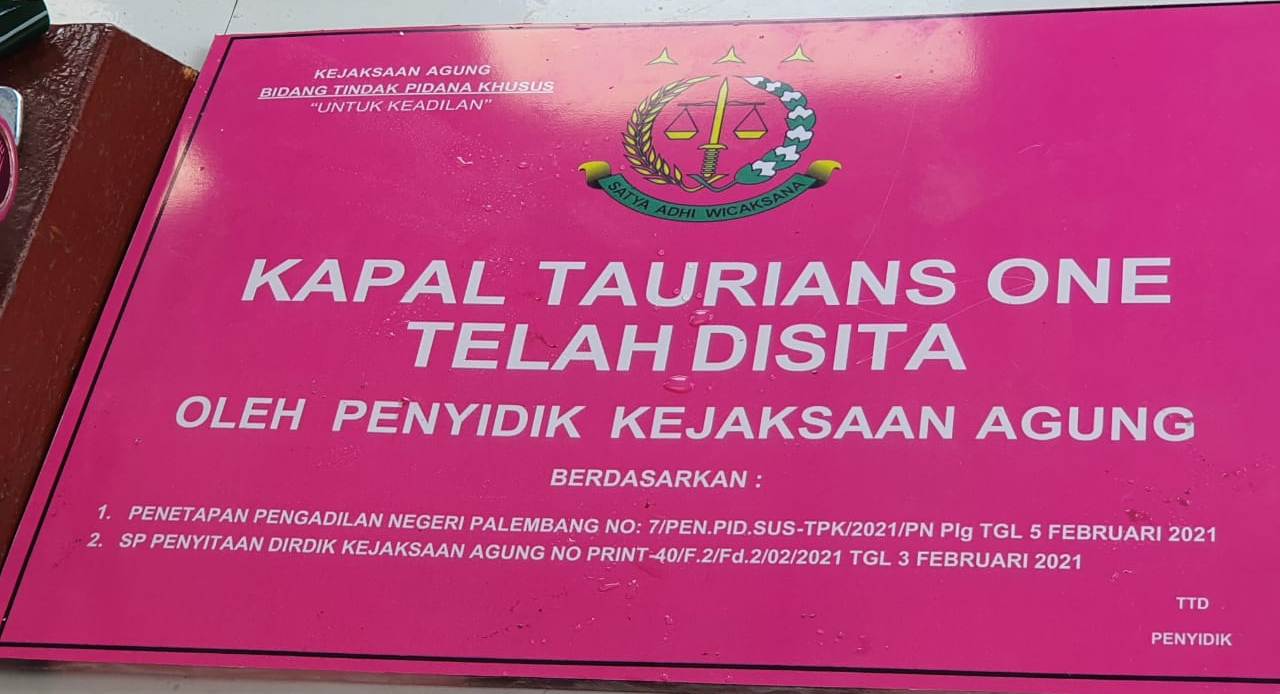 KEJAKSAAN AGUNG
BIDANG TINDAK PIDANA KHUSUS
“UNTUK KEADILAN”
SATYA ADHI WICAKSANA
KAPAL TAURIANS ONE
TELAH DISITA
OLEH PENYIDIK KEJAKSAAN AGUNG
BERDASARKAN :
1. PENETAPAN PENGADILAN NEGERI PALEMBANG NO: 7/PEN.PID.SUS-TPK/2021/PN Plg TGL 5 FEBRUARI 2021
2. SP PENYITAAN DIRDIK KEJAKSAAN AGUNG NO PRINT-40/F.2/Fd.2/02/2021 TGL 3 FEBRUARI 2021
TTD
PENYIDIK